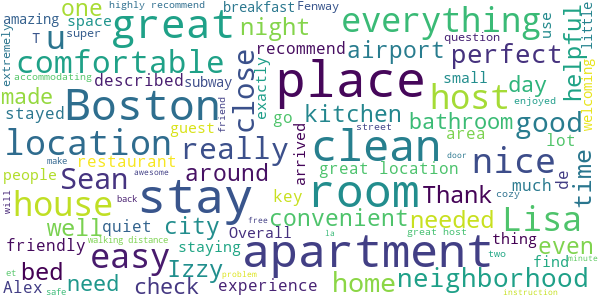 one
highly recommend
breakfast
Fenway
amazing
space
T
super
u
great
night
everything
use
little
extremely
comfortable
recommend
airport
question
perfect
helpful
accommodating
described
subway
exactly
small
day
welcoming
made
stayed
Boston
close
place
host
enjoyed
guest
friend
go
kitchen
bathroom
good
location
really
arrived
street
clean
area
lot
time
people
restaurant
great location
nice
door
de
make
Sean
around
key
room
Thank
cozy
much
will
house
awesome
stay
back
convenient
needed
Lisa
well
quiet
city
free
la
great host
thing
even
friendly
walking distance
staying
Overall
apartment
two
find
minute
et
bed
easy
Izzy
home
neighborhood
Alex
safe
need
check
experience
problem
instruction